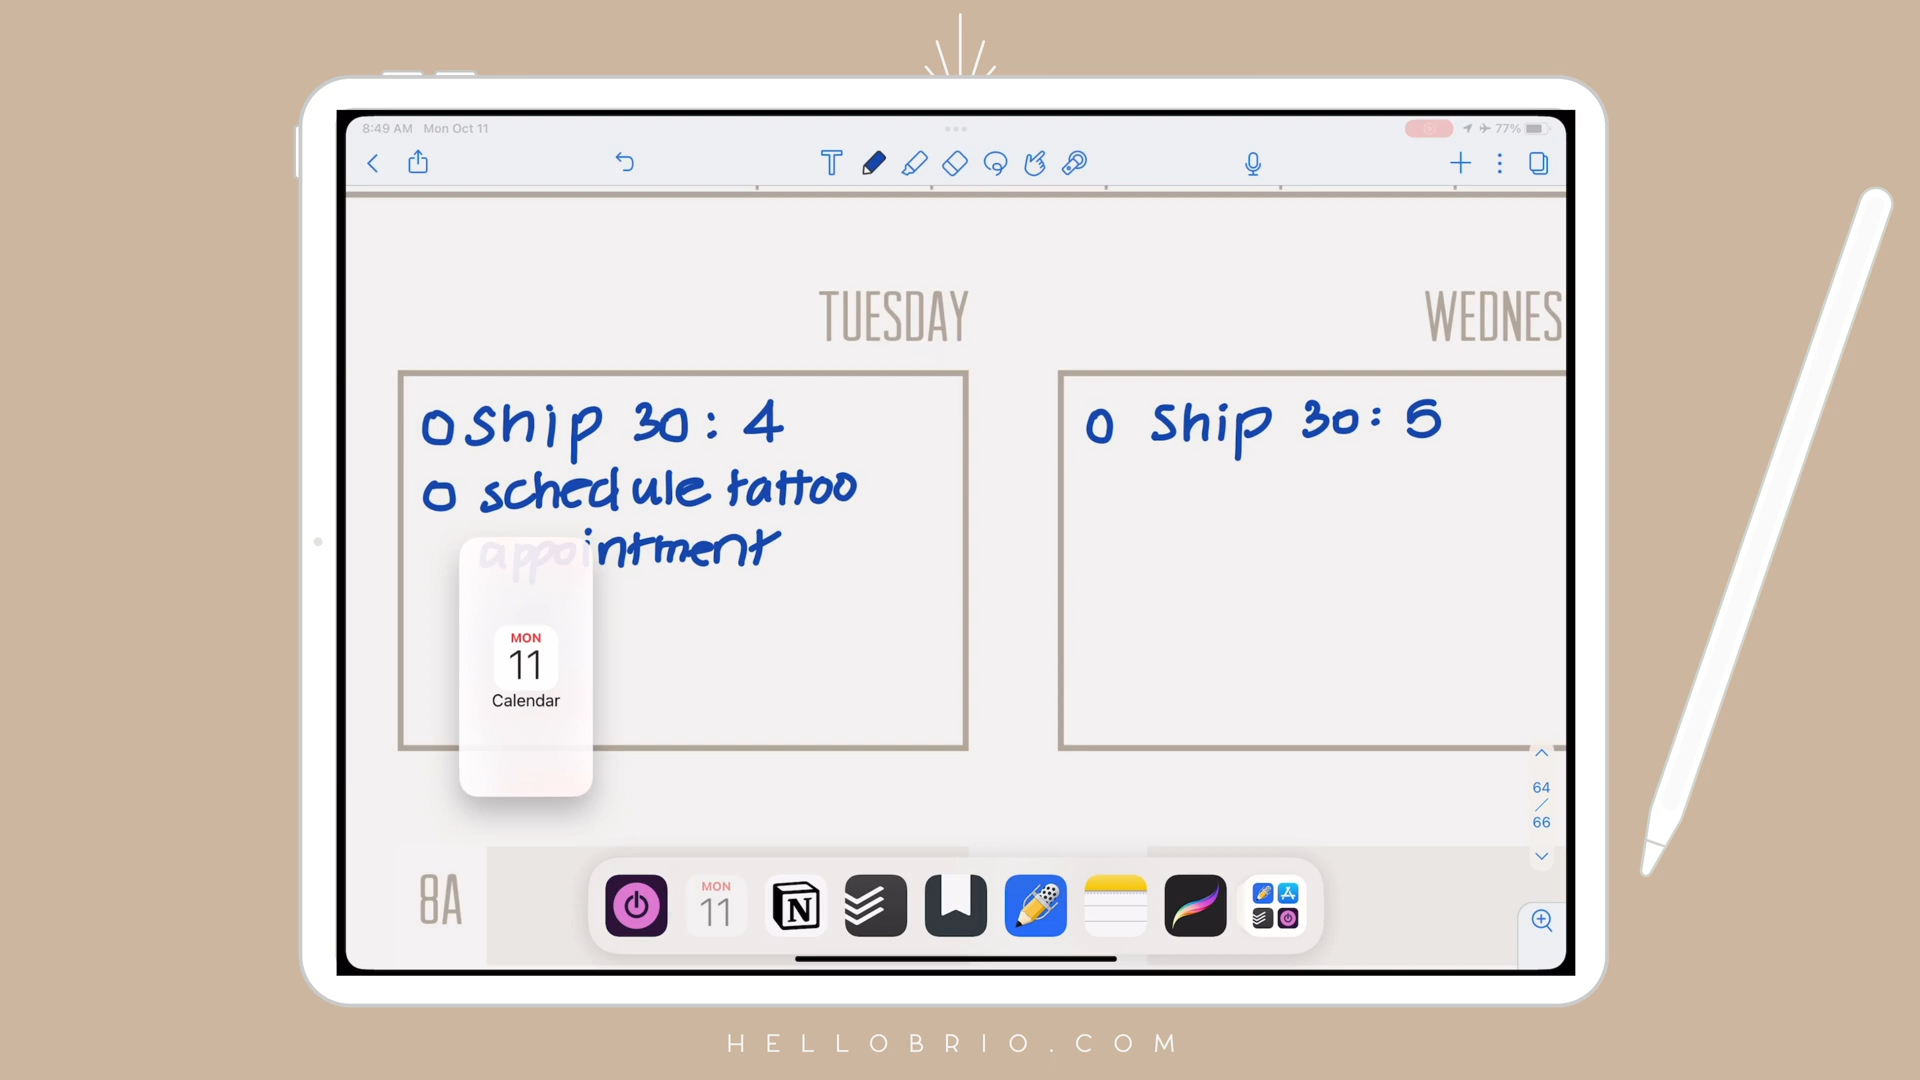 8:49 AM Mon Oct 11
77%
TUESDAY
WEDNES
O Ship 30: 4
O schedule tattoo
appointment
O Ship 30: 5
MON
11
Calendar
64
/
66
8A
MON
11
HELLOBRIO.COM